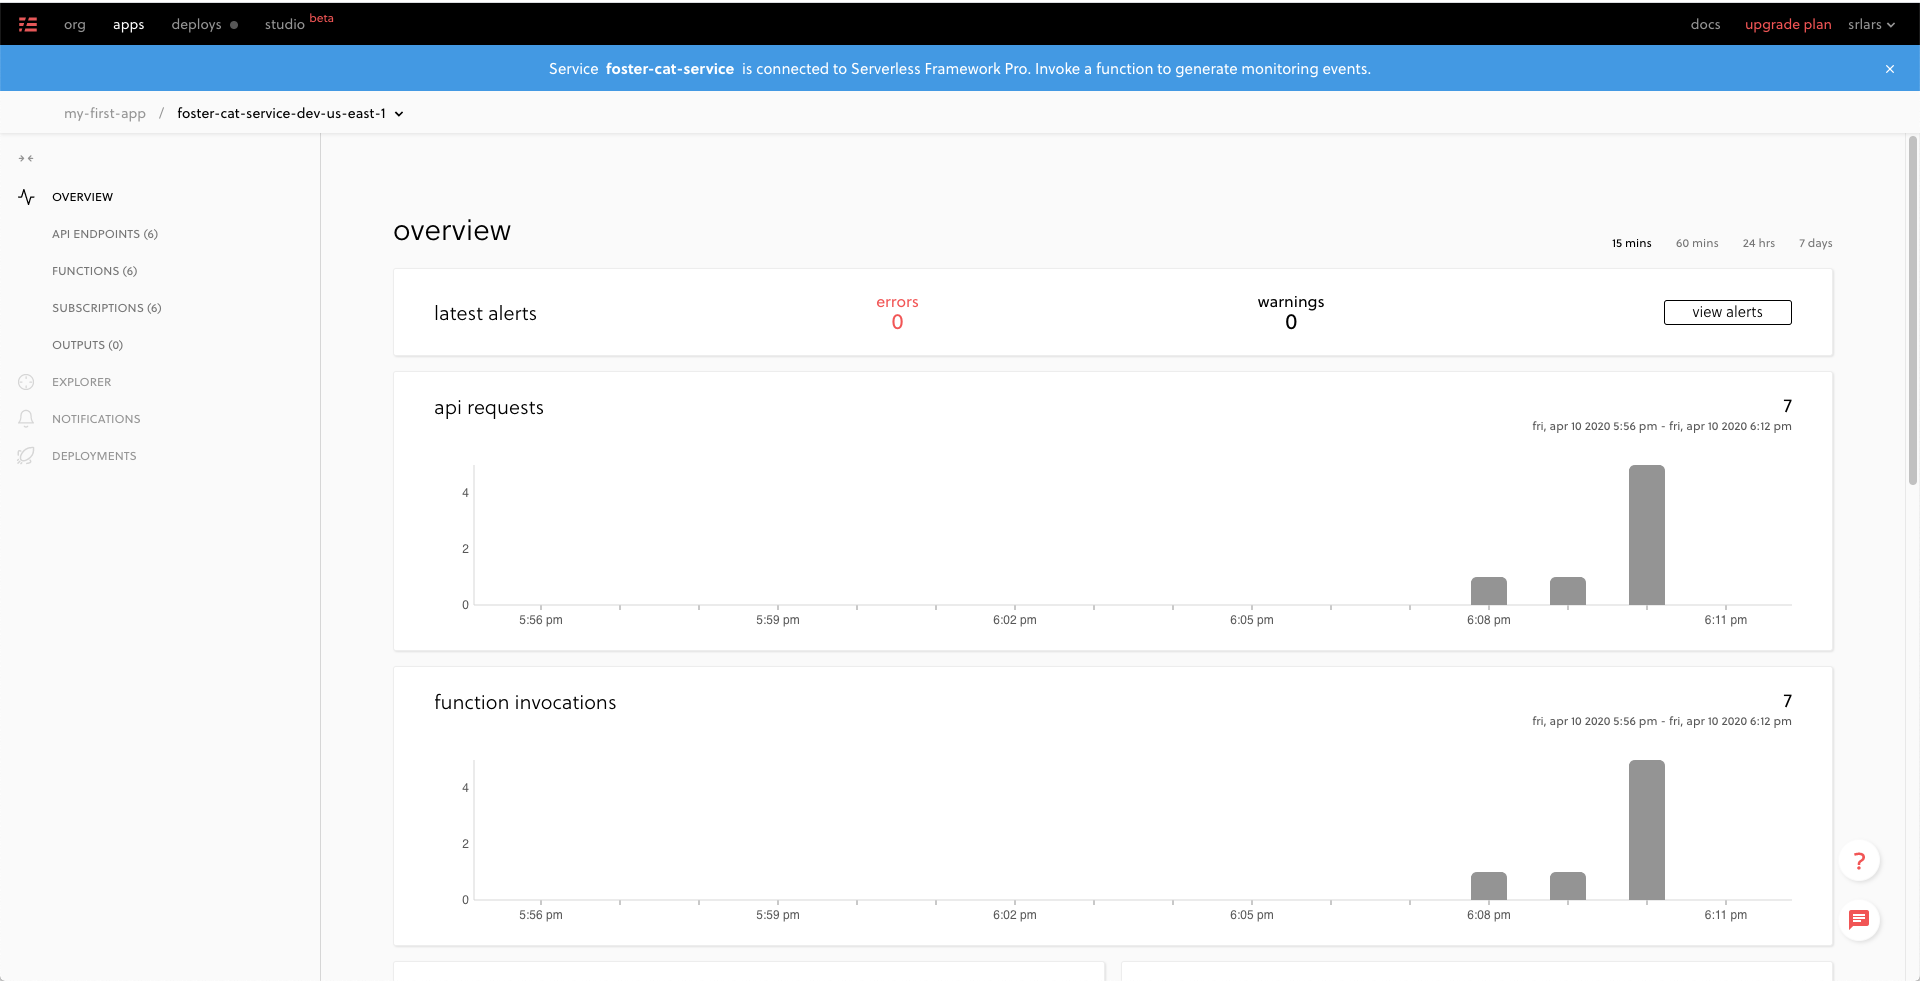 org apps deploys studio beta docs upgrade plan srlars
Service foster-cat-service is connected to Serverless Framework Pro. Invoke a function to generate monitoring events. ×
my-first-app / foster-cat-service-dev-us-east-1
OVERVIEW
API ENDPOINTS (6)
FUNCTIONS (6)
SUBSCRIPTIONS (6)
OUTPUTS (0)
EXPLORER
NOTIFICATIONS
DEPLOYMENTS
overview
15 mins 60 mins 24 hrs 7 days
latest alerts
errors
0
warnings
0
view alerts
api requests
7
fri, apr 10 2020 5:56 pm - fri, apr 10 2020 6:12 pm
4
2
0
5:56 pm 5:59 pm 6:02 pm 6:05 pm 6:08 pm 6:11 pm
function invocations
7
fri, apr 10 2020 5:56 pm - fri, apr 10 2020 6:12 pm
4
2
0
5:56 pm 5:59 pm 6:02 pm 6:05 pm 6:08 pm 6:11 pm
?